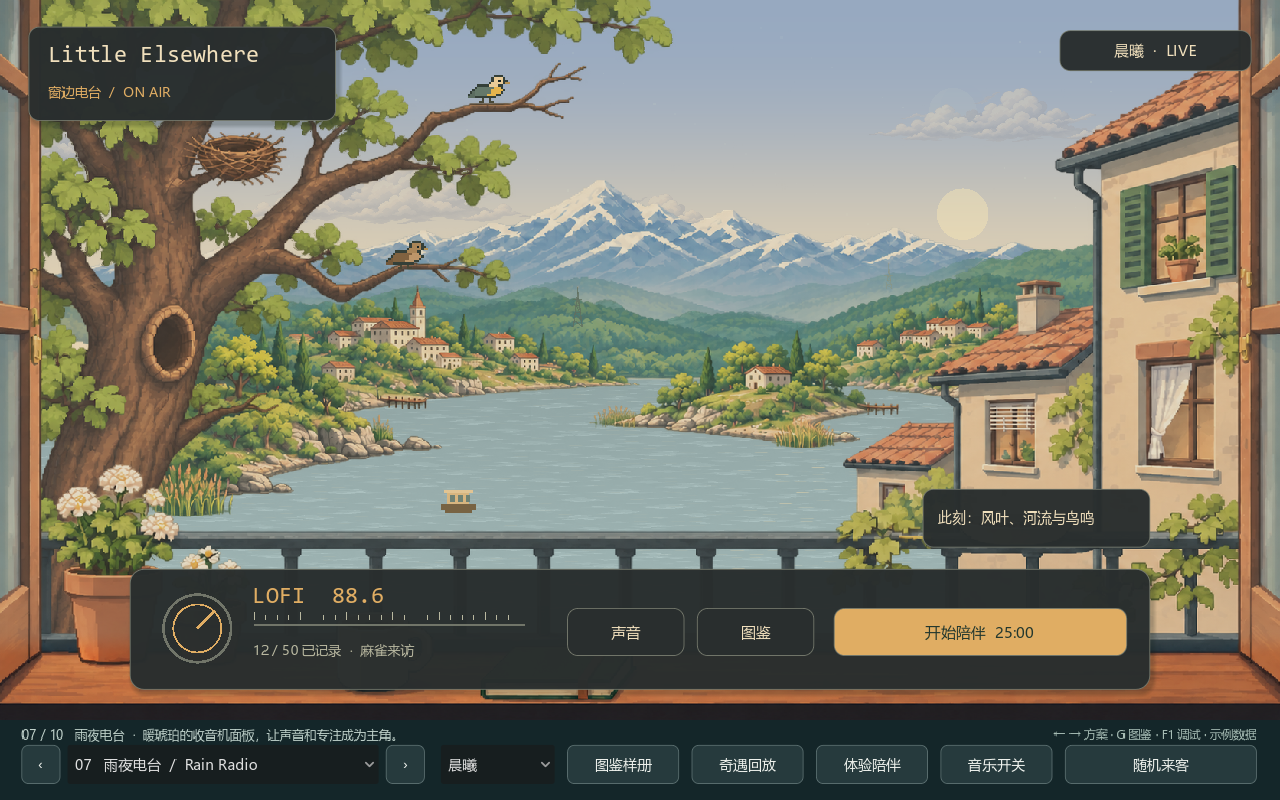 Little Elsewhere
窗边电台 / ON AIR
晨曦 · LIVE
此刻：风叶、河流与鸟鸣
LOFI 88.6
12 / 50 已记录 · 麻雀来访
声音
图鉴
开始陪伴 25:00
07 / 10 雨夜电台 · 暖琥珀的收音机面板，让声音和专注成为主角。
← → 方案 · G 图鉴 · F1 调试 · 示例数据
‹
07 雨夜电台 / Rain Radio
›
晨曦
图鉴样册
奇遇回放
体验陪伴
音乐开关
随机来客